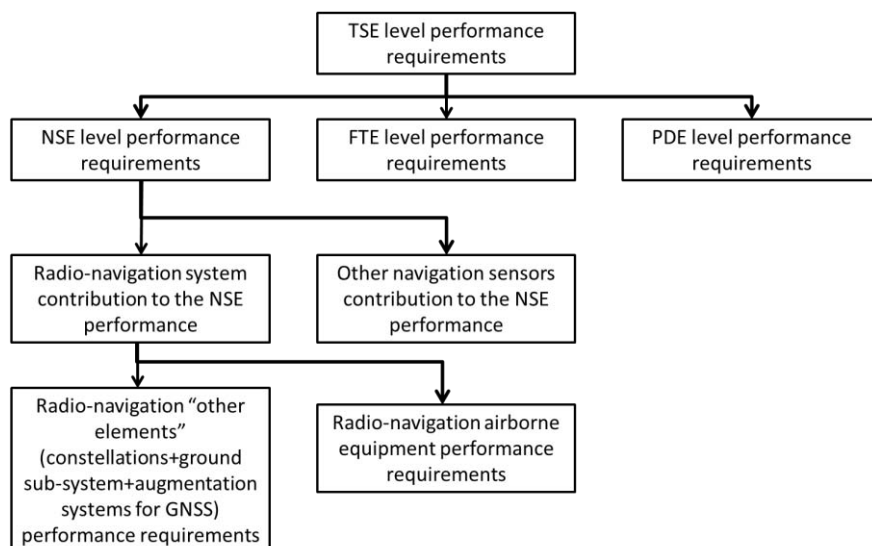 TSE level performance
requirements
NSE level performance
requirements
FTE level performance
requirements
PDE level performance
requirements
Radio-navigation system
contribution to the NSE
performance
Other navigation sensors
contribution to the NSE
performance
Radio-navigation “other
elements”
(constellations+ground
sub-system+augmentation
systems for GNSS)
performance requirements
Radio-navigation airborne
equipment performance
requirements